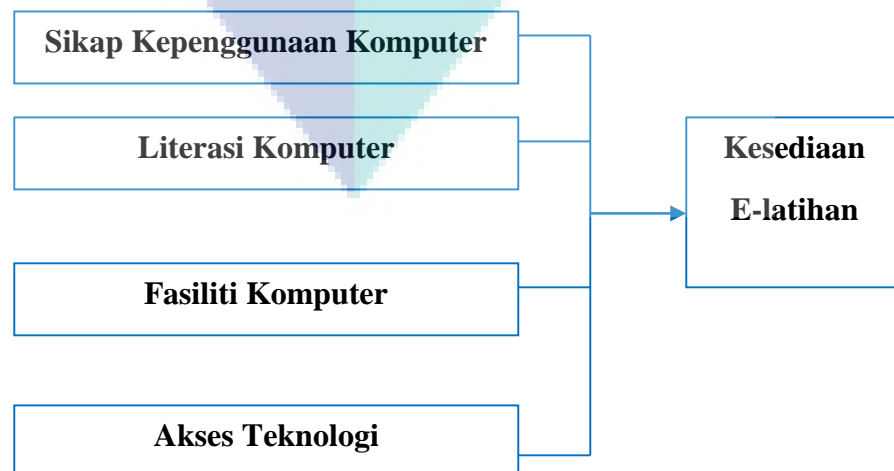 Sikap Kepenggunaan Komputer
Literasi Komputer
Kesediaan
E-latihan
Fasiliti Komputer
Akses Teknologi